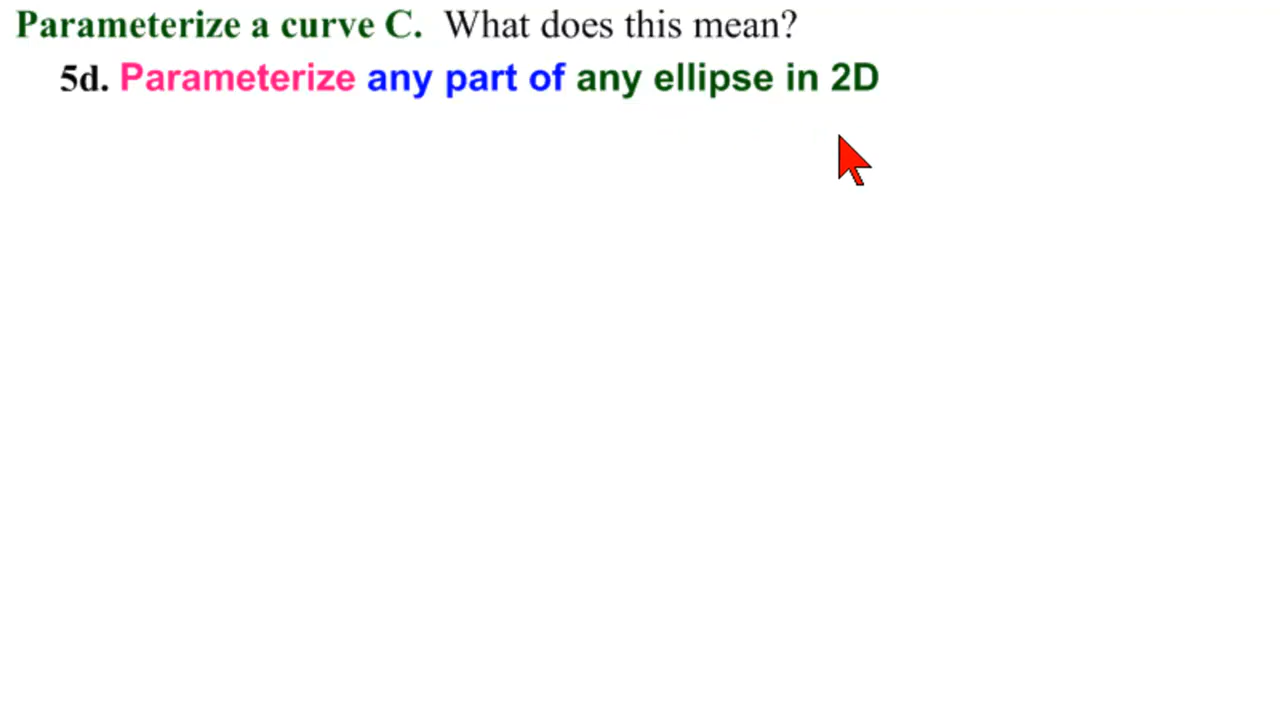 Parameterize a curve C. What does this mean?
5d. Parameterize any part of any ellipse in 2D